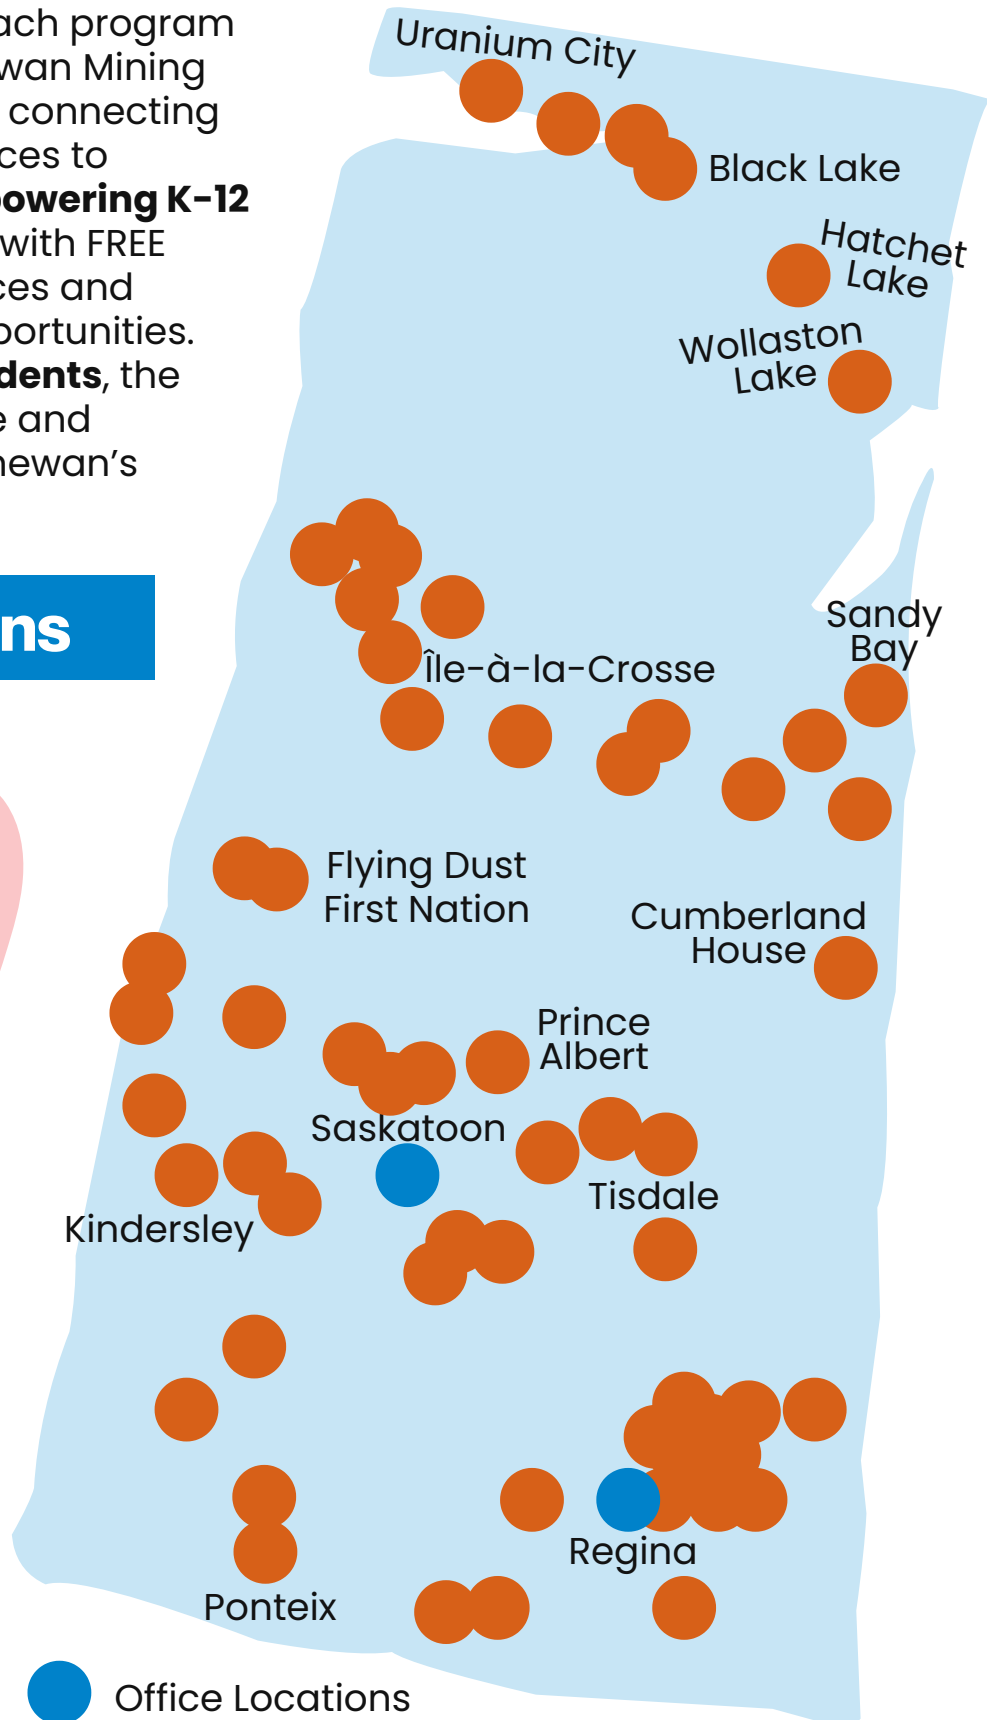 ach program
wan Mining
connecting
ces to
powering K-12
with FREE
ces and
portunities.
dents, the
e and
newan's
ns
Uranium City
Black Lake
Hatchet
Lake
Wollaston
Lake
Sandy
Bay
Île-à-la-Crosse
Flying Dust
First Nation
Cumberland
House
Prince
Albert
Saskatoon
Tisdale
Kindersley
Regina
Ponteix
Office Locations